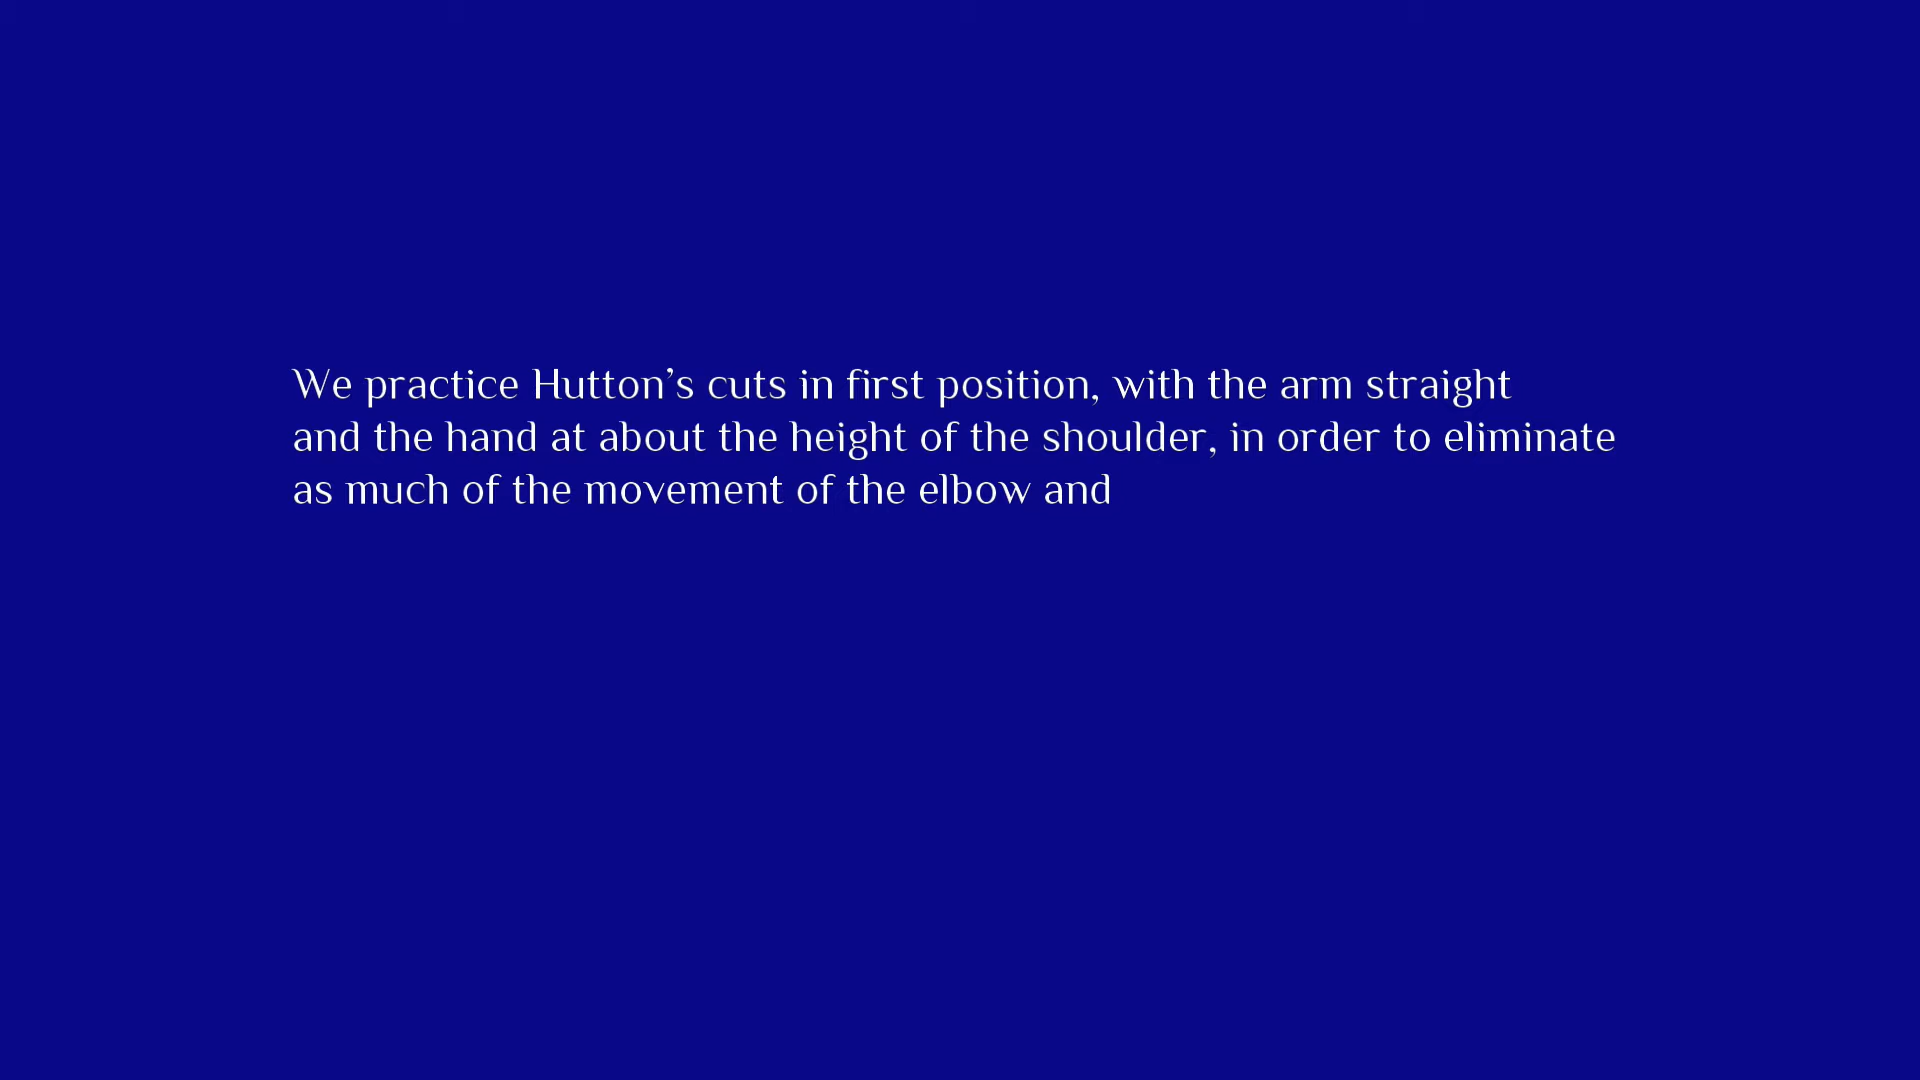 We practice Hutton’s cuts in first position, with the arm straight
and the hand at about the height of the shoulder, in order to eliminate
as much of the movement of the elbow and